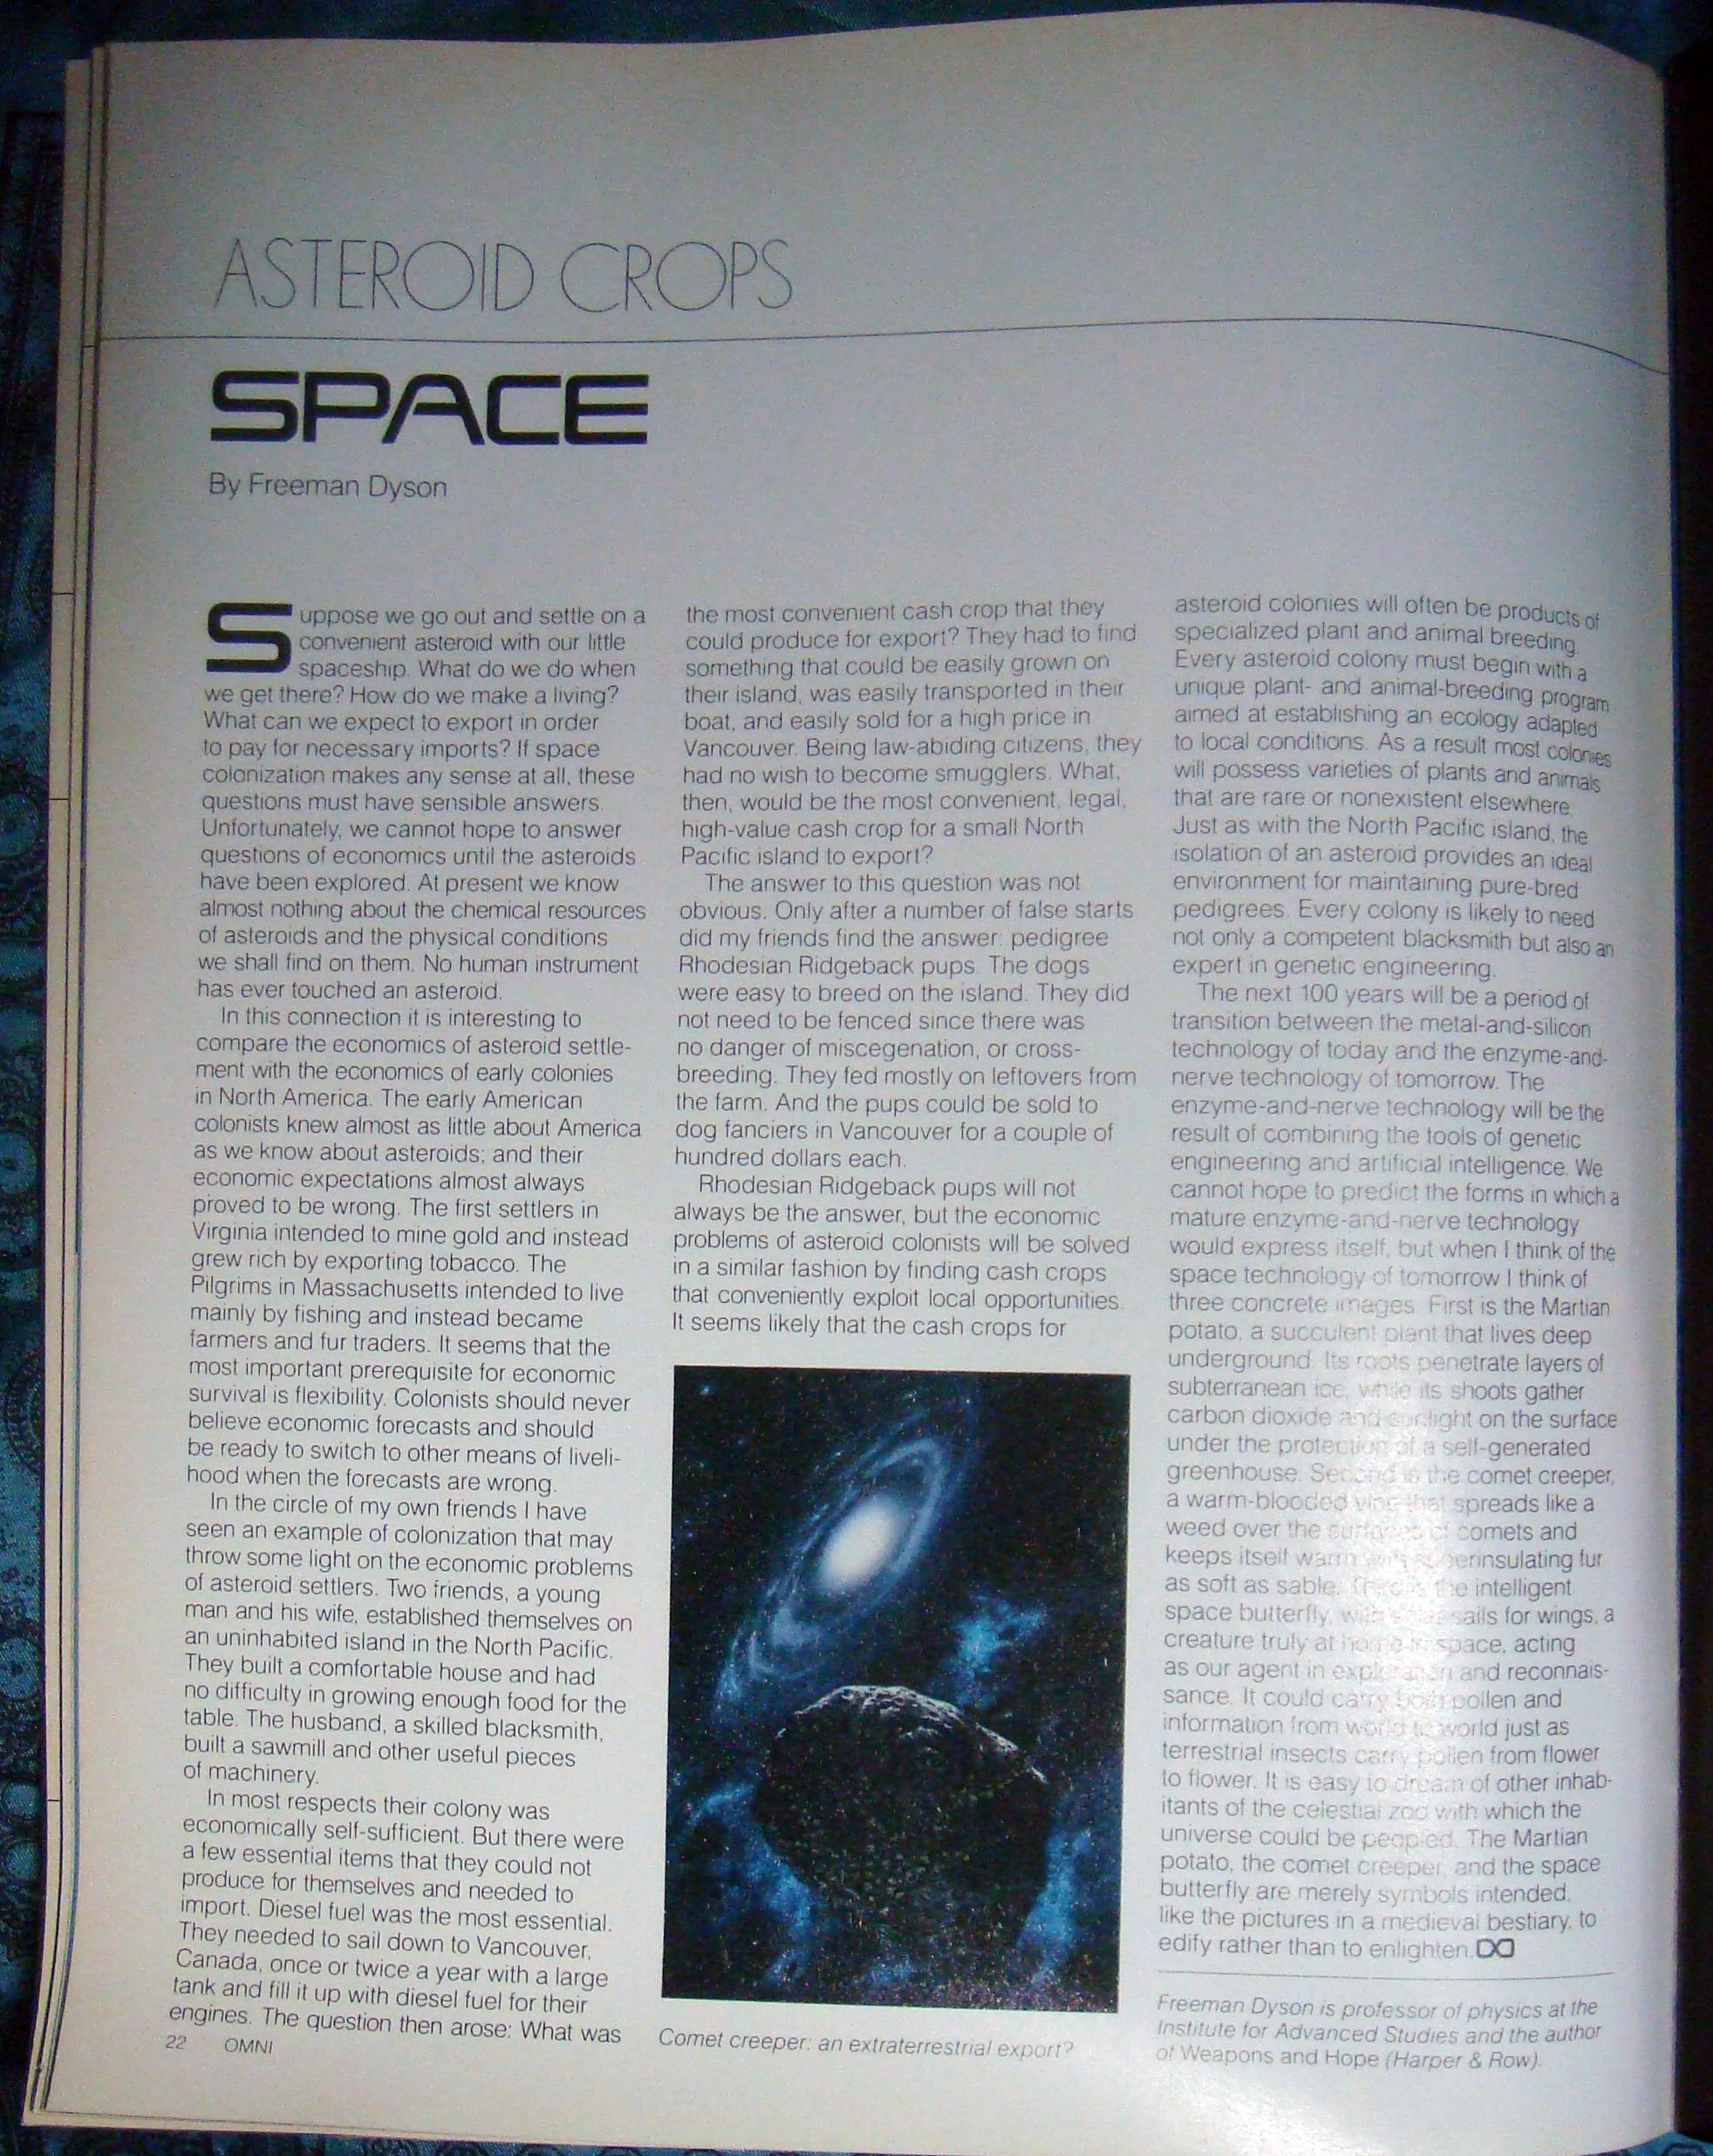 ASTEROID CROPS
SPACE
By Freeman Dyson
Suppose we go out and settle on a
convenient asteroid with our little
spaceship. What do we do when
we get there? How do we make a living?
What can we expect to export in order
to pay for necessary imports? If space
colonization makes any sense at all, these
questions must have sensible answers.
Unfortunately, we cannot hope to answer
questions of economics until the asteroids
have been explored. At present we know
almost nothing about the chemical resources
of asteroids and the physical conditions
we shall find on them. No human instrument
has ever touched an asteroid.
In this connection it is interesting to
compare the economics of asteroid settle-
ment with the economics of early colonies
in North America. The early American
colonists knew almost as little about America
as we know about asteroids; and their
economic expectations almost always
proved to be wrong. The first settlers in
Virginia intended to mine gold and instead
grew rich by exporting tobacco. The
Pilgrims in Massachusetts intended to live
mainly by fishing and instead became
farmers and fur traders. It seems that the
most important prerequisite for economic
survival is flexibility. Colonists should never
believe economic forecasts and should
be ready to switch to other means of liveli-
hood when the forecasts are wrong.
In the circle of my own friends I have
seen an example of colonization that may
throw some light on the economic problems
of asteroid settlers. Two friends, a young
man and his wife, established themselves on
an uninhabited island in the North Pacific.
They built a comfortable house and had
no difficulty in growing enough food for the
table. The husband, a skilled blacksmith,
built a sawmill and other useful pieces
of machinery.
In most respects their colony was
economically self-sufficient. But there were
a few essential items that they could not
produce for themselves and needed to
import. Diesel fuel was the most essential.
They needed to sail down to Vancouver,
Canada, once or twice a year with a large
tank and fill it up with diesel fuel for their
engines. The question then arose: What was
the most convenient cash crop that they
could produce for export? They had to find
something that could be easily grown on
their island, was easily transported in their
boat, and easily sold for a high price in
Vancouver. Being law-abiding citizens, they
had no wish to become smugglers. What,
then, would be the most convenient, legal,
high-value cash crop for a small North
Pacific island to export?
The answer to this question was not
obvious. Only after a number of false starts
did my friends find the answer: pedigree
Rhodesian Ridgeback pups. The dogs
were easy to breed on the island. They did
not need to be fenced since there was
no danger of miscegenation, or cross-
breeding. They fed mostly on leftovers from
the farm. And the pups could be sold to
dog fanciers in Vancouver for a couple of
hundred dollars each.
Rhodesian Ridgeback pups will not
always be the answer, but the economic
problems of asteroid colonists will be solved
in a similar fashion by finding cash crops
that conveniently exploit local opportunities.
It seems likely that the cash crops for
asteroid colonies will often be products of
specialized plant and animal breeding.
Every asteroid colony must begin with a
unique plant- and animal-breeding program
aimed at establishing an ecology adapted
to local conditions. As a result most colonies
will possess varieties of plants and animals
that are rare or nonexistent elsewhere.
Just as with the North Pacific island, the
isolation of an asteroid provides an ideal
environment for maintaining pure-bred
pedigrees. Every colony is likely to need
not only a competent blacksmith but also an
expert in genetic engineering.
The next 100 years will be a period of
transition between the metal-and-silicon
technology of today and the enzyme-and-
nerve technology of tomorrow. The
enzyme-and-nerve technology will be the
result of combining the tools of genetic
engineering and artificial intelligence. We
cannot hope to predict the forms in which a
mature enzyme-and-nerve technology
would express itself, but when I think of the
space technology of tomorrow I think of
three concrete images. First is the Martian
potato, a succulent plant that lives deep
underground. Its roots penetrate layers of
subterranean ice, while its shoots gather
carbon dioxide and sunlight on the surface
under the protection of a self-generated
greenhouse. Second is the comet creeper,
a warm-blooded vine that spreads like a
weed over the surfaces of comets and
keeps itself warm with superinsulating fur
as soft as sable. Third is the intelligent
space butterfly, with solar sails for wings, a
creature truly at home in space, acting
as our agent in exploration and reconnais-
sance. It could carry both pollen and
information from world to world just as
terrestrial insects carry pollen from flower
to flower. It is easy to dream of other inhab-
itants of the celestial zoo with which the
universe could be peopled. The Martian
potato, the comet creeper, and the space
butterfly are merely symbols intended,
like the pictures in a medieval bestiary, to
edify rather than to enlighten.
Comet creeper: an extraterrestrial export?
Freeman Dyson is professor of physics at the
Institute for Advanced Studies and the author
of Weapons and Hope (Harper & Row).
22 OMNI